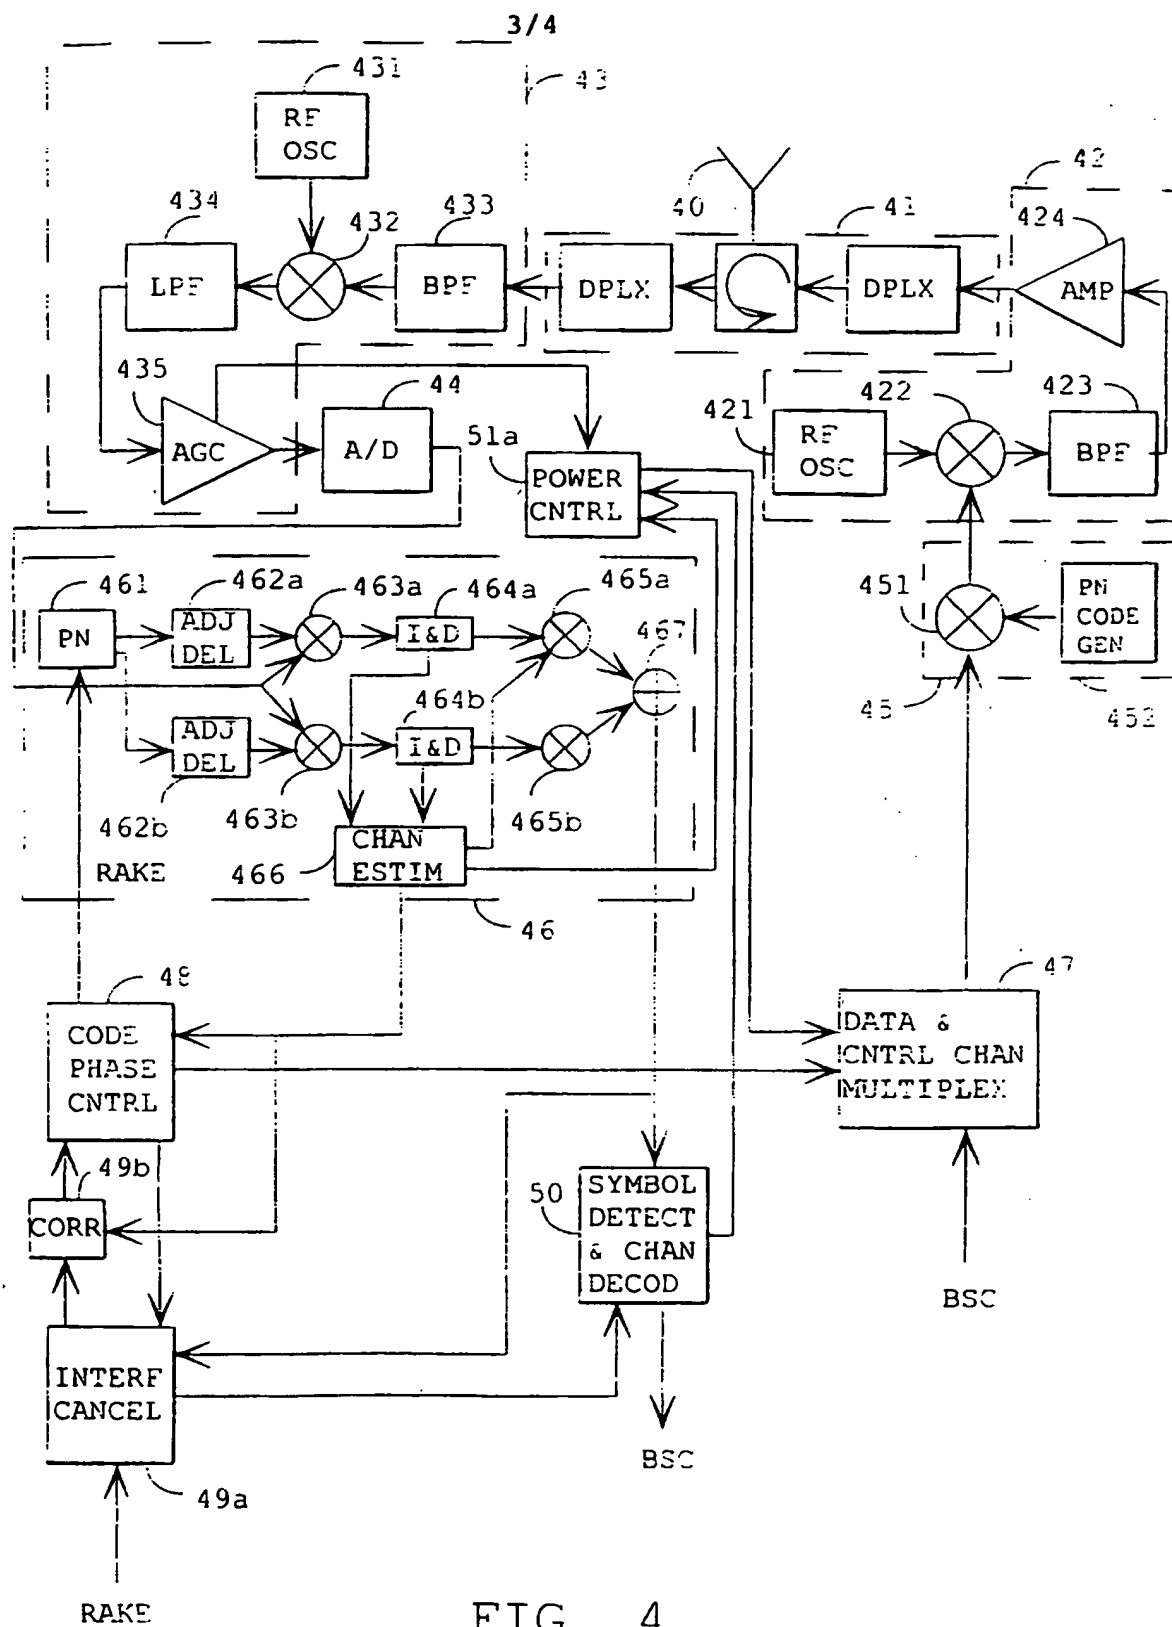 3/4
431
43
RF
OSC
40
41
42
424
434
432
433
LPF
BPF
DPLX
DPLX
AMP
435
44
AGC
A/D
51a
POWER
CNTRL
421
422
423
RF
OSC
BPF
461
462a
463a
464a
465a
467
PN
ADJ
DEL
I&D
464b
ADJ
DEL
I&D
462b
463b
465b
RAKE
466
CHAN
ESTIM
46
451
PN
CODE
GEN
45
452
48
CODE
PHASE
CNTRL
47
DATA &
CNTRL CHAN
MULTIPLEX
49b
CORR
50
SYMBOL
DETECT
& CHAN
DECOD
BSC
INTERF
CANCEL
49a
BSC
RAKE
FIG. 4